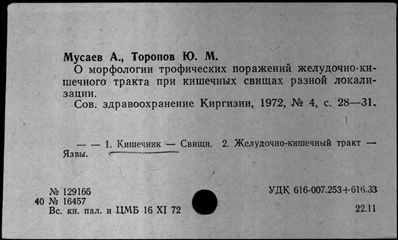 Мусаев А., Торопов Ю. М.
О морфологии трофических поражений желудочно-ки-
шечного тракта при кишечных свищах разной локали-
зации.
Сов. здравоохранение Киргизии, 1972, № 4, с. 28—31.
— — 1. Кишечник — Свищи. 2. Желудочно-кишечный тракт —
Язвы.
№ 129165
УДК 616-007.253+616.33
40 № 16457
Вс. кн. пал. и ЦМБ 16 XI 72
22.11